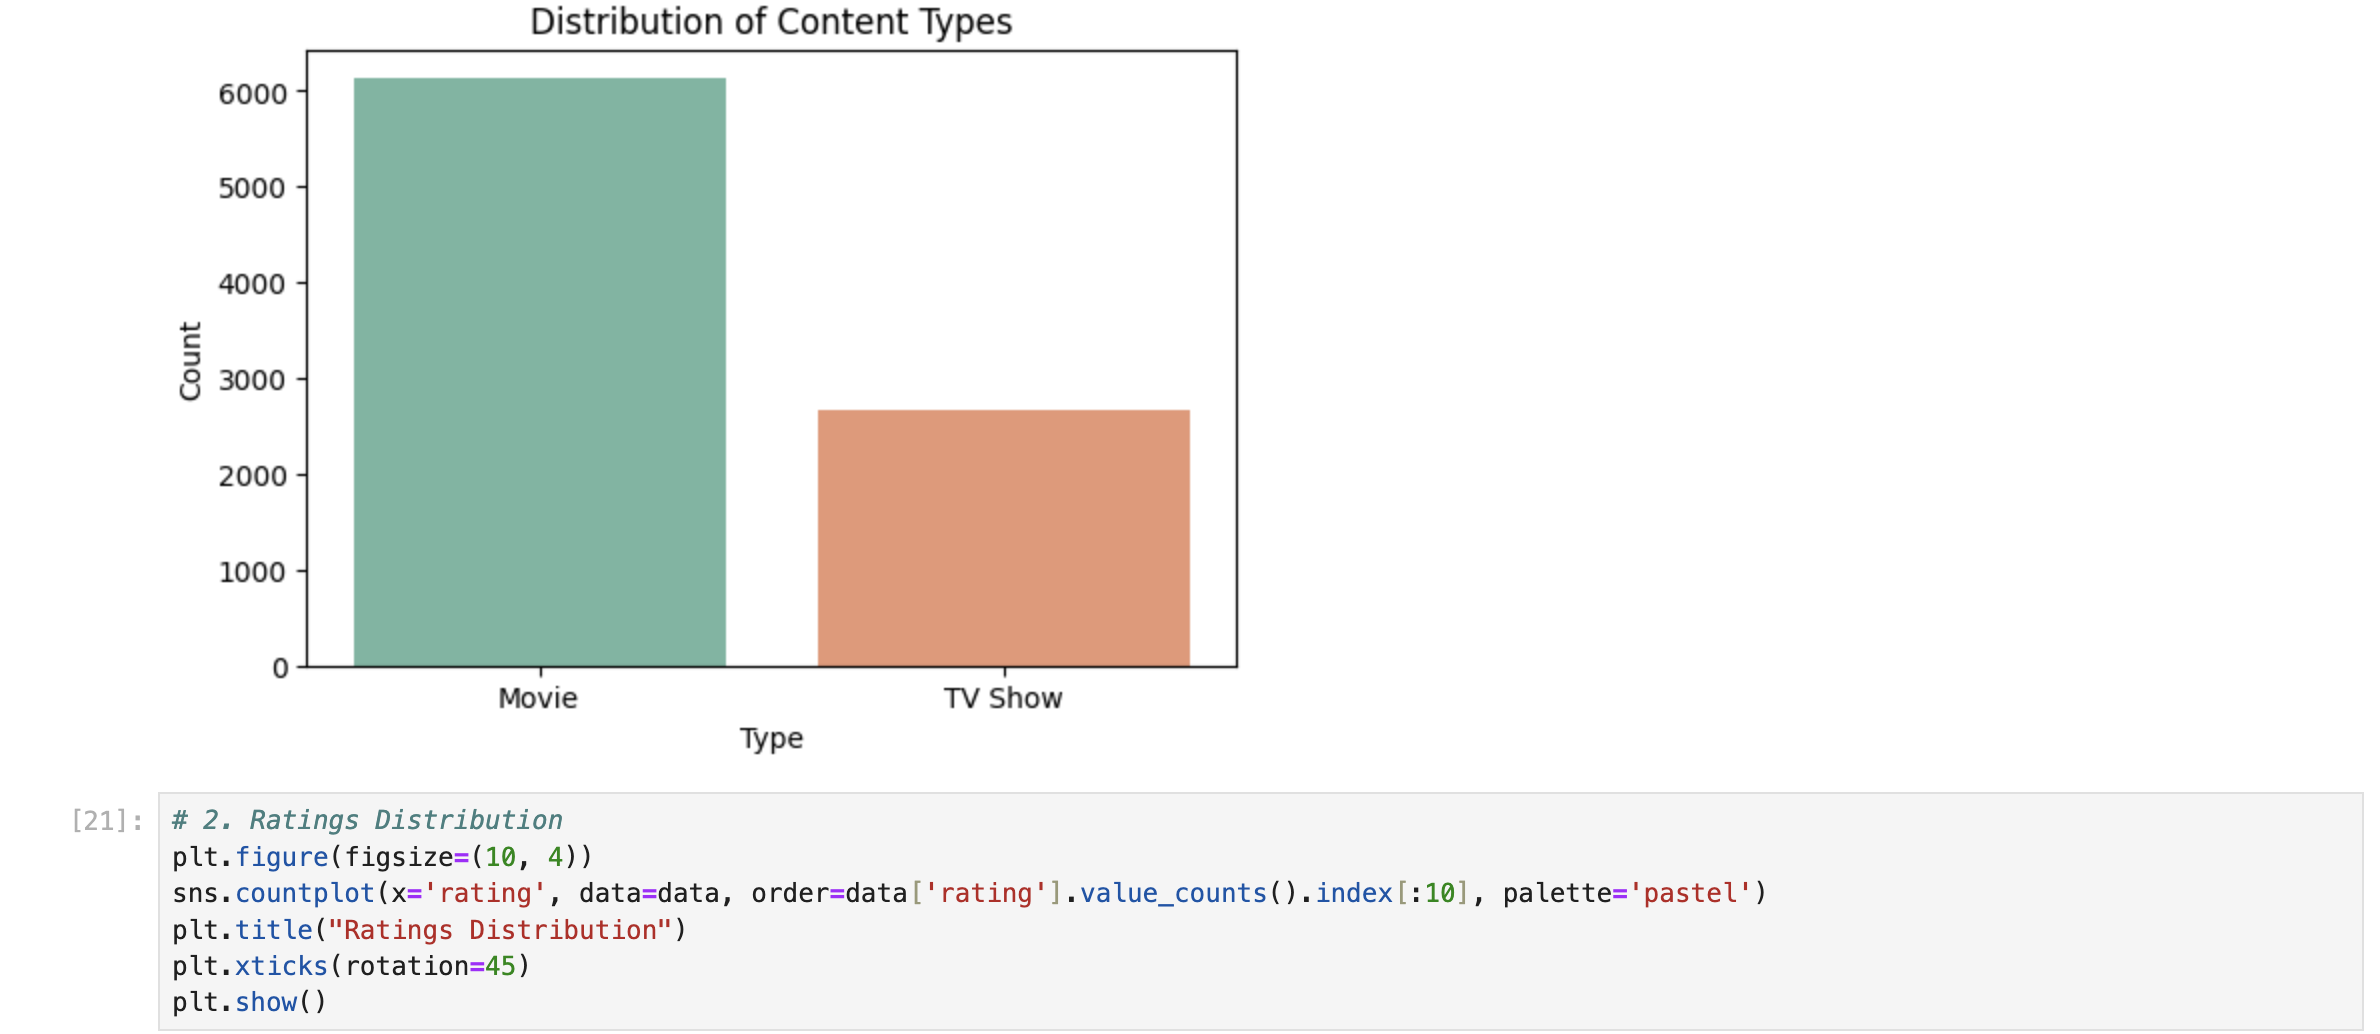 Distribution of Content Types
6000
5000
4000
3000
2000
1000
0
Count
Movie TV Show
Type
[21]:
# 2. Ratings Distribution
plt.figure(figsize=(10, 4))
sns.countplot(x='rating', data=data, order=data['rating'].value_counts().index[:10], palette='pastel')
plt.title("Ratings Distribution")
plt.xticks(rotation=45)
plt.show()